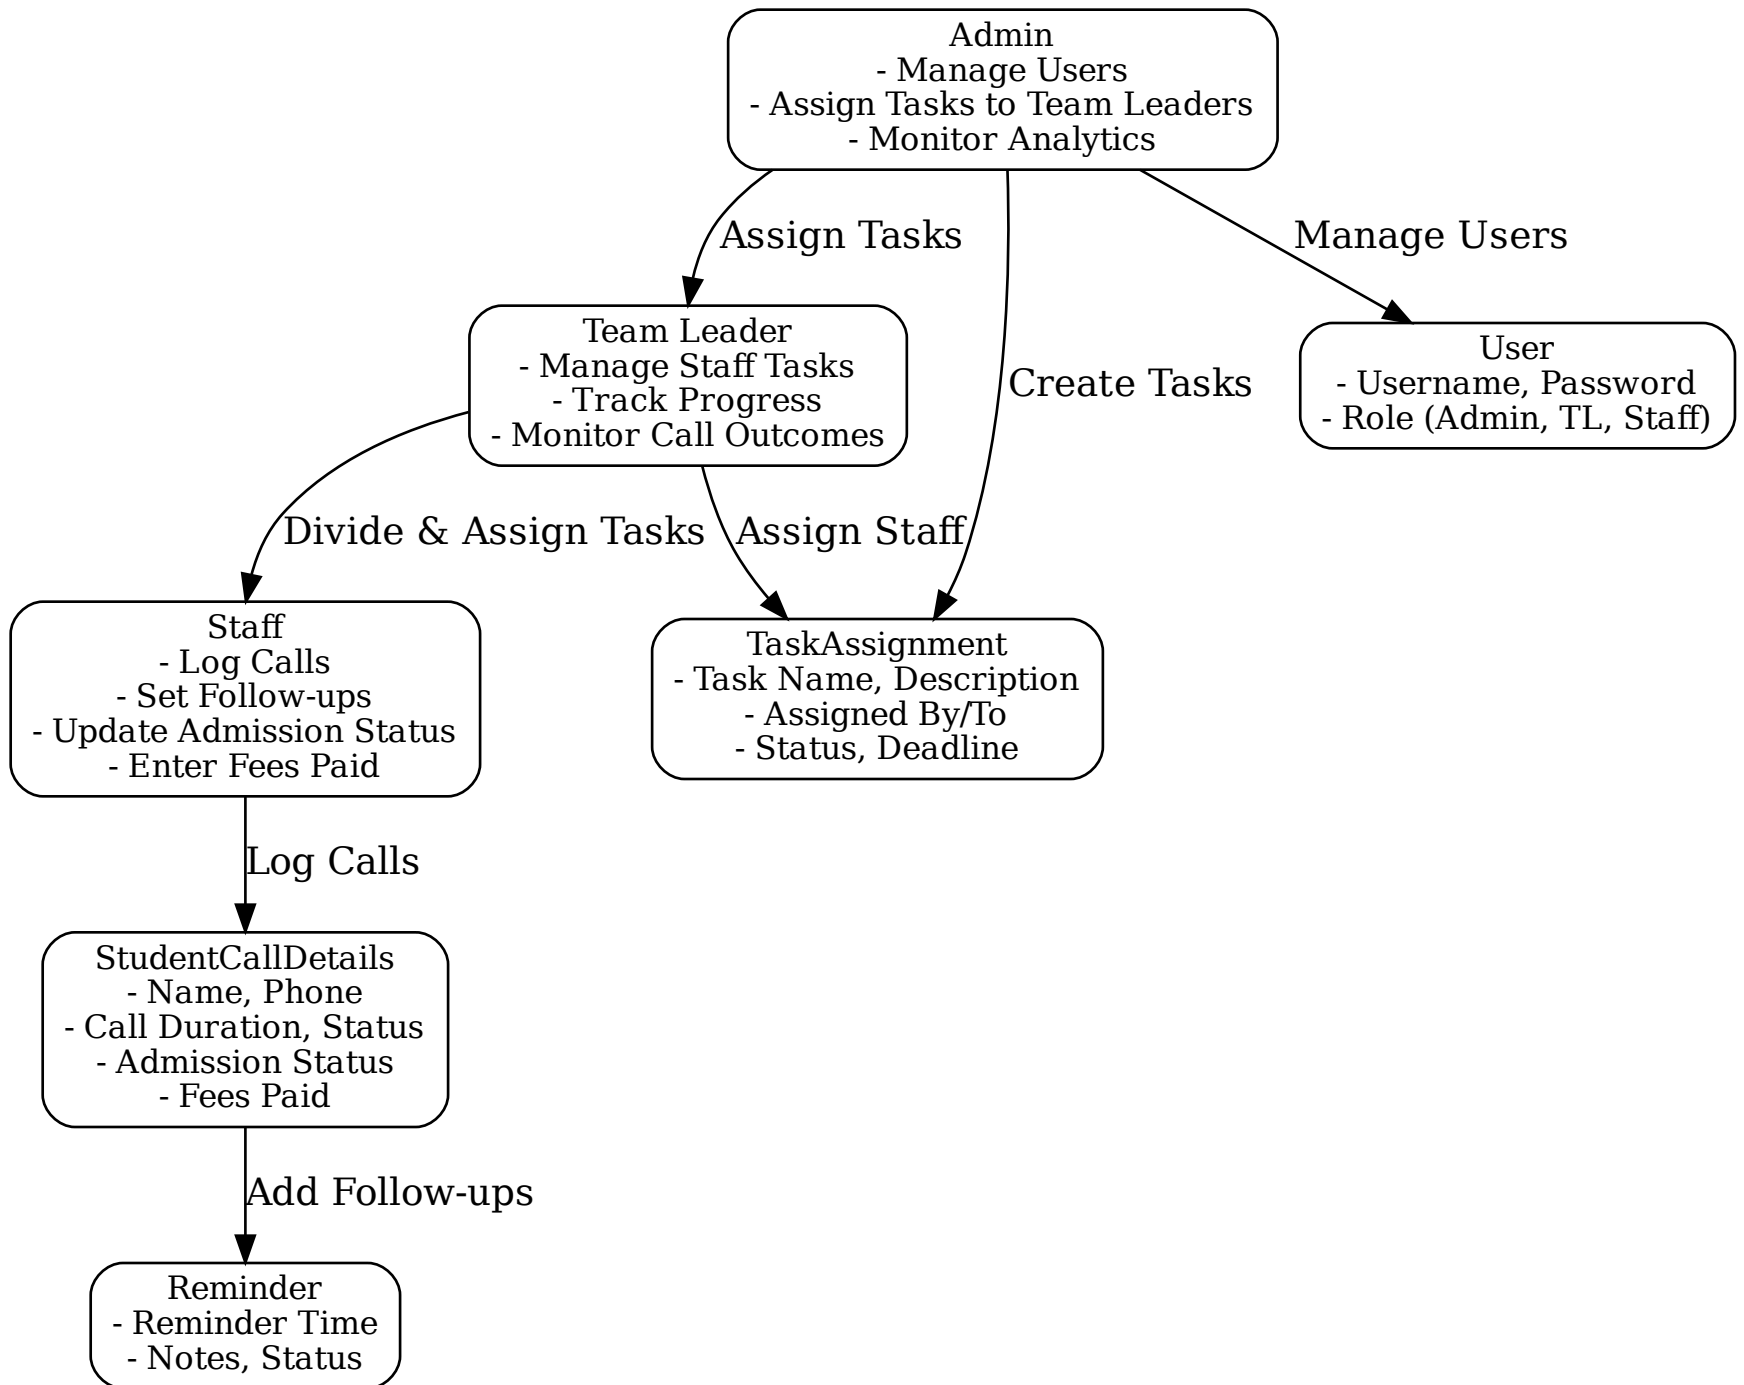 Admin
- Manage Users
- Assign Tasks to Team Leaders
- Monitor Analytics
Assign Tasks
Manage Users
Team Leader
- Manage Staff Tasks
- Track Progress
- Monitor Call Outcomes
User
- Username, Password
- Role (Admin, TL, Staff)
Create Tasks
Divide & Assign Tasks
Assign Staff
Staff
- Log Calls
- Set Follow-ups
- Update Admission Status
- Enter Fees Paid
TaskAssignment
- Task Name, Description
- Assigned By/To
- Status, Deadline
Log Calls
StudentCallDetails
- Name, Phone
- Call Duration, Status
- Admission Status
- Fees Paid
Add Follow-ups
Reminder
- Reminder Time
- Notes, Status